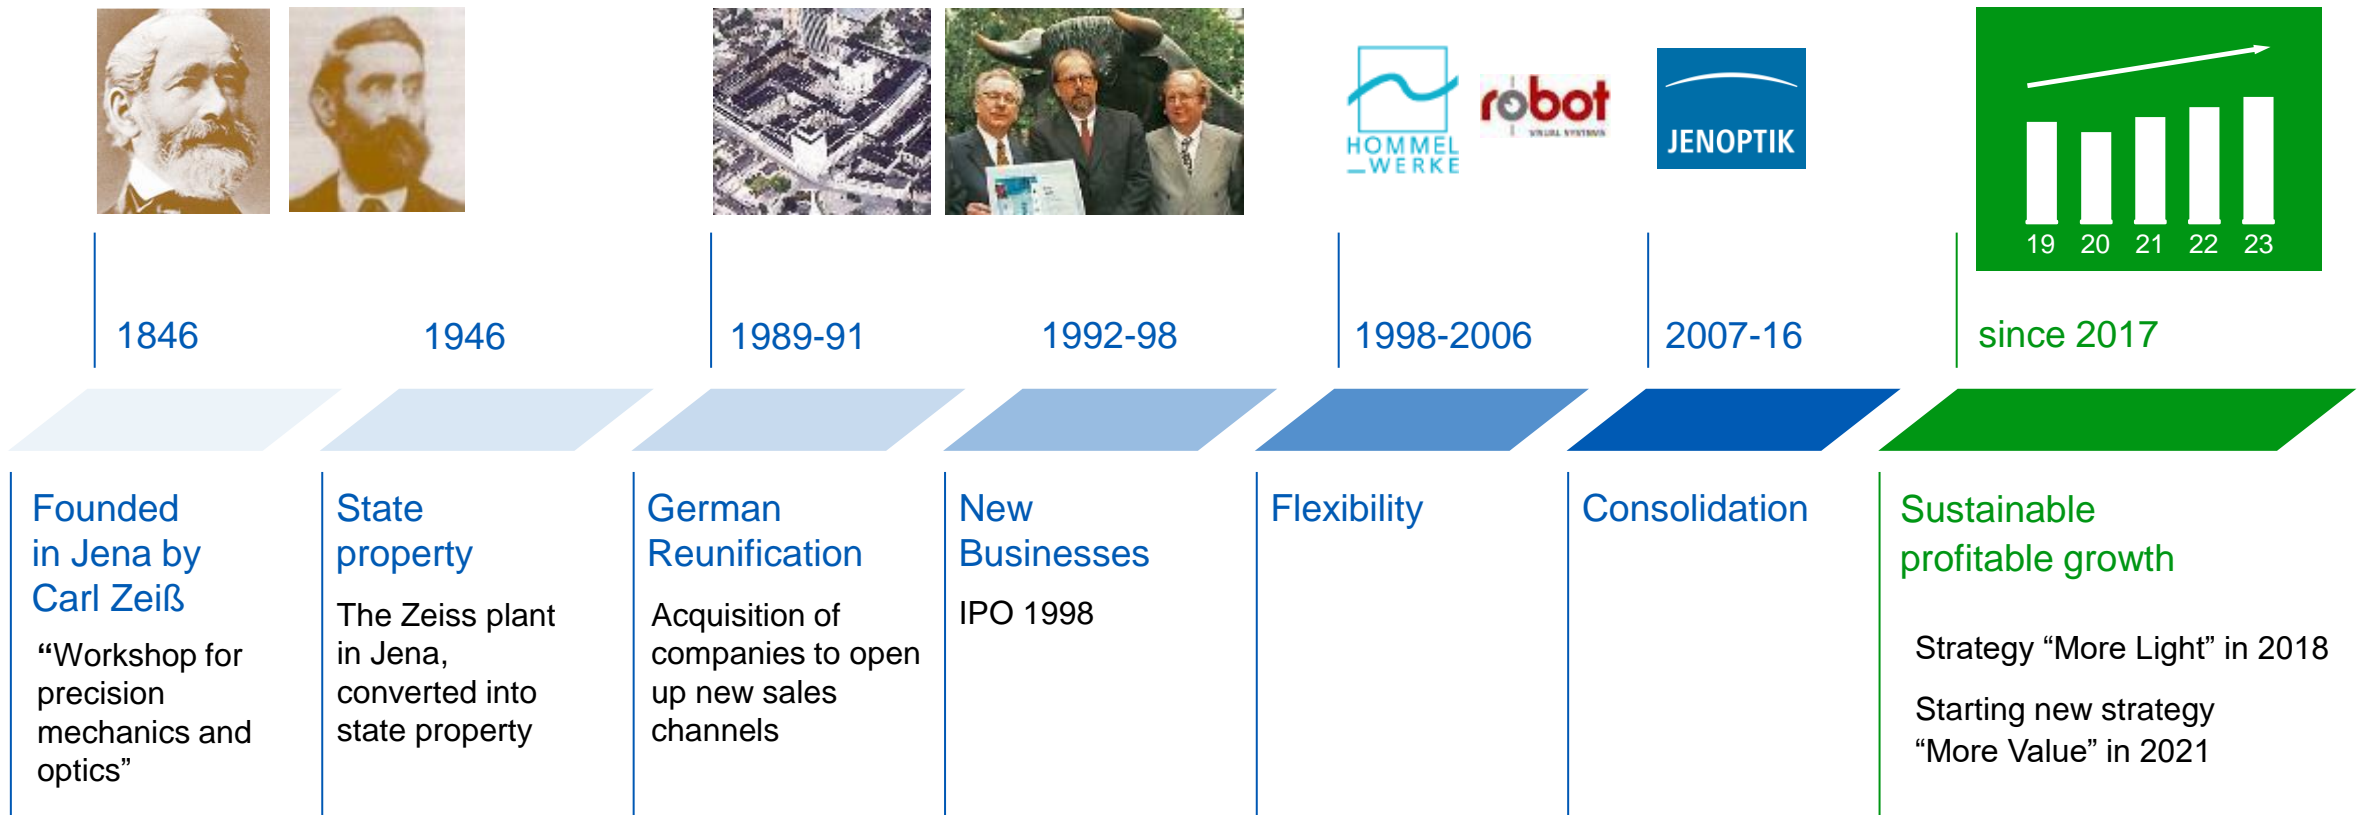 HOMMEL
WERKE
robot
VISUAL SYSTEMS
JENOPTIK
19 20 21 22 23
1846
1946
1989-91
1992-98
1998-2006
2007-16
since 2017
Founded
in Jena by
Carl Zeiß
“Workshop for
precision
mechanics and
optics”
State
property
The Zeiss plant
in Jena,
converted into
state property
German
Reunification
Acquisition of
companies to open
up new sales
channels
New
Businesses
IPO 1998
Flexibility
Consolidation
Sustainable
profitable growth
Strategy “More Light” in 2018
Starting new strategy
“More Value” in 2021